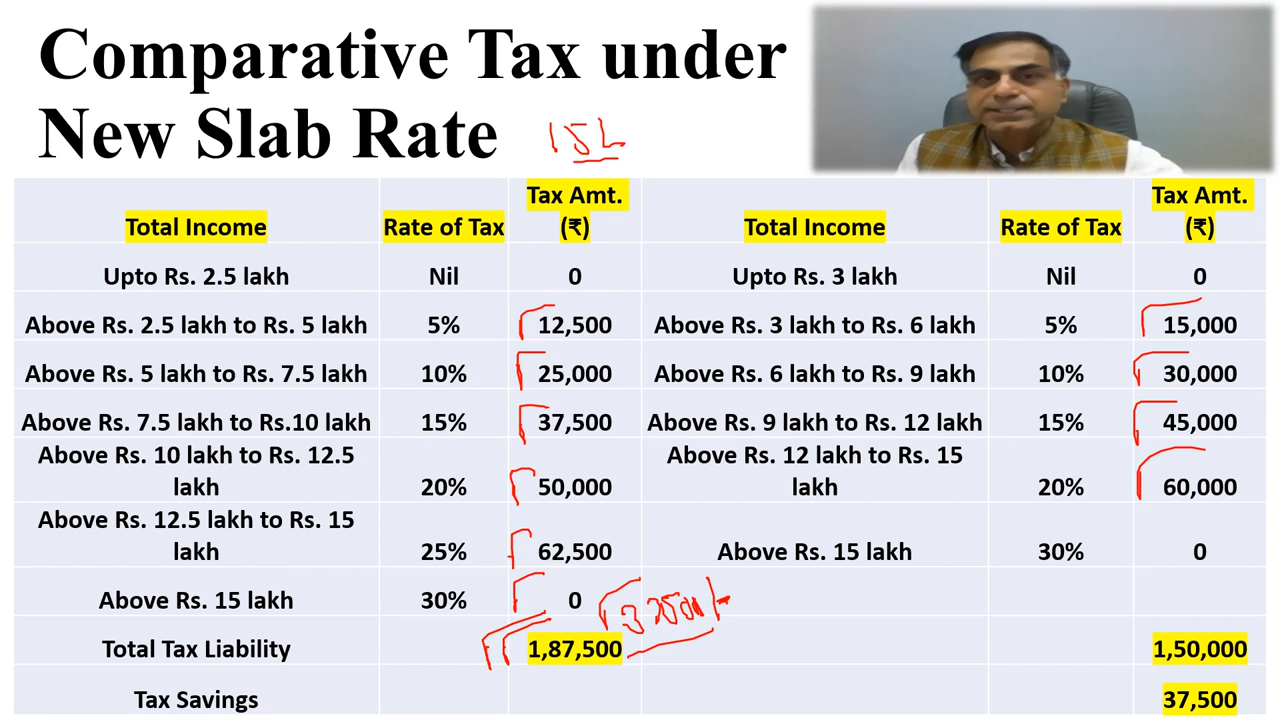 Comparative Tax under
New Slab Rate
15L
Total Income Rate of Tax Tax Amt. (₹) Total Income Rate of Tax Tax Amt. (₹)
Upto Rs. 2.5 lakh Nil 0 Upto Rs. 3 lakh Nil 0
Above Rs. 2.5 lakh to Rs. 5 lakh 5% 12,500 Above Rs. 3 lakh to Rs. 6 lakh 5% 15,000
Above Rs. 5 lakh to Rs. 7.5 lakh 10% 25,000 Above Rs. 6 lakh to Rs. 9 lakh 10% 30,000
Above Rs. 7.5 lakh to Rs.10 lakh 15% 37,500 Above Rs. 9 lakh to Rs. 12 lakh 15% 45,000
Above Rs. 10 lakh to Rs. 12.5 lakh 20% 50,000 Above Rs. 12 lakh to Rs. 15 lakh 20% 60,000
Above Rs. 12.5 lakh to Rs. 15 lakh 25% 62,500 Above Rs. 15 lakh 30% 0
Above Rs. 15 lakh 30% 0 37500/-
Total Tax Liability 1,87,500 1,50,000
Tax Savings 37,500